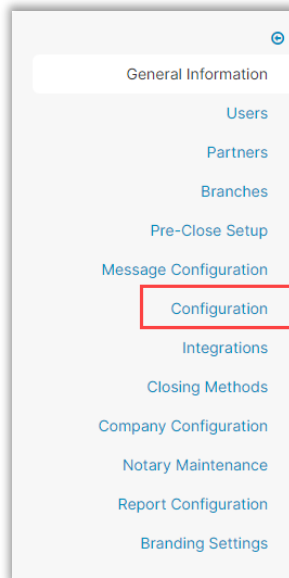 General Information
Users
Partners
Branches
Pre-Close Setup
Message Configuration
Configuration
Integrations
Closing Methods
Company Configuration
Notary Maintenance
Report Configuration
Branding Settings